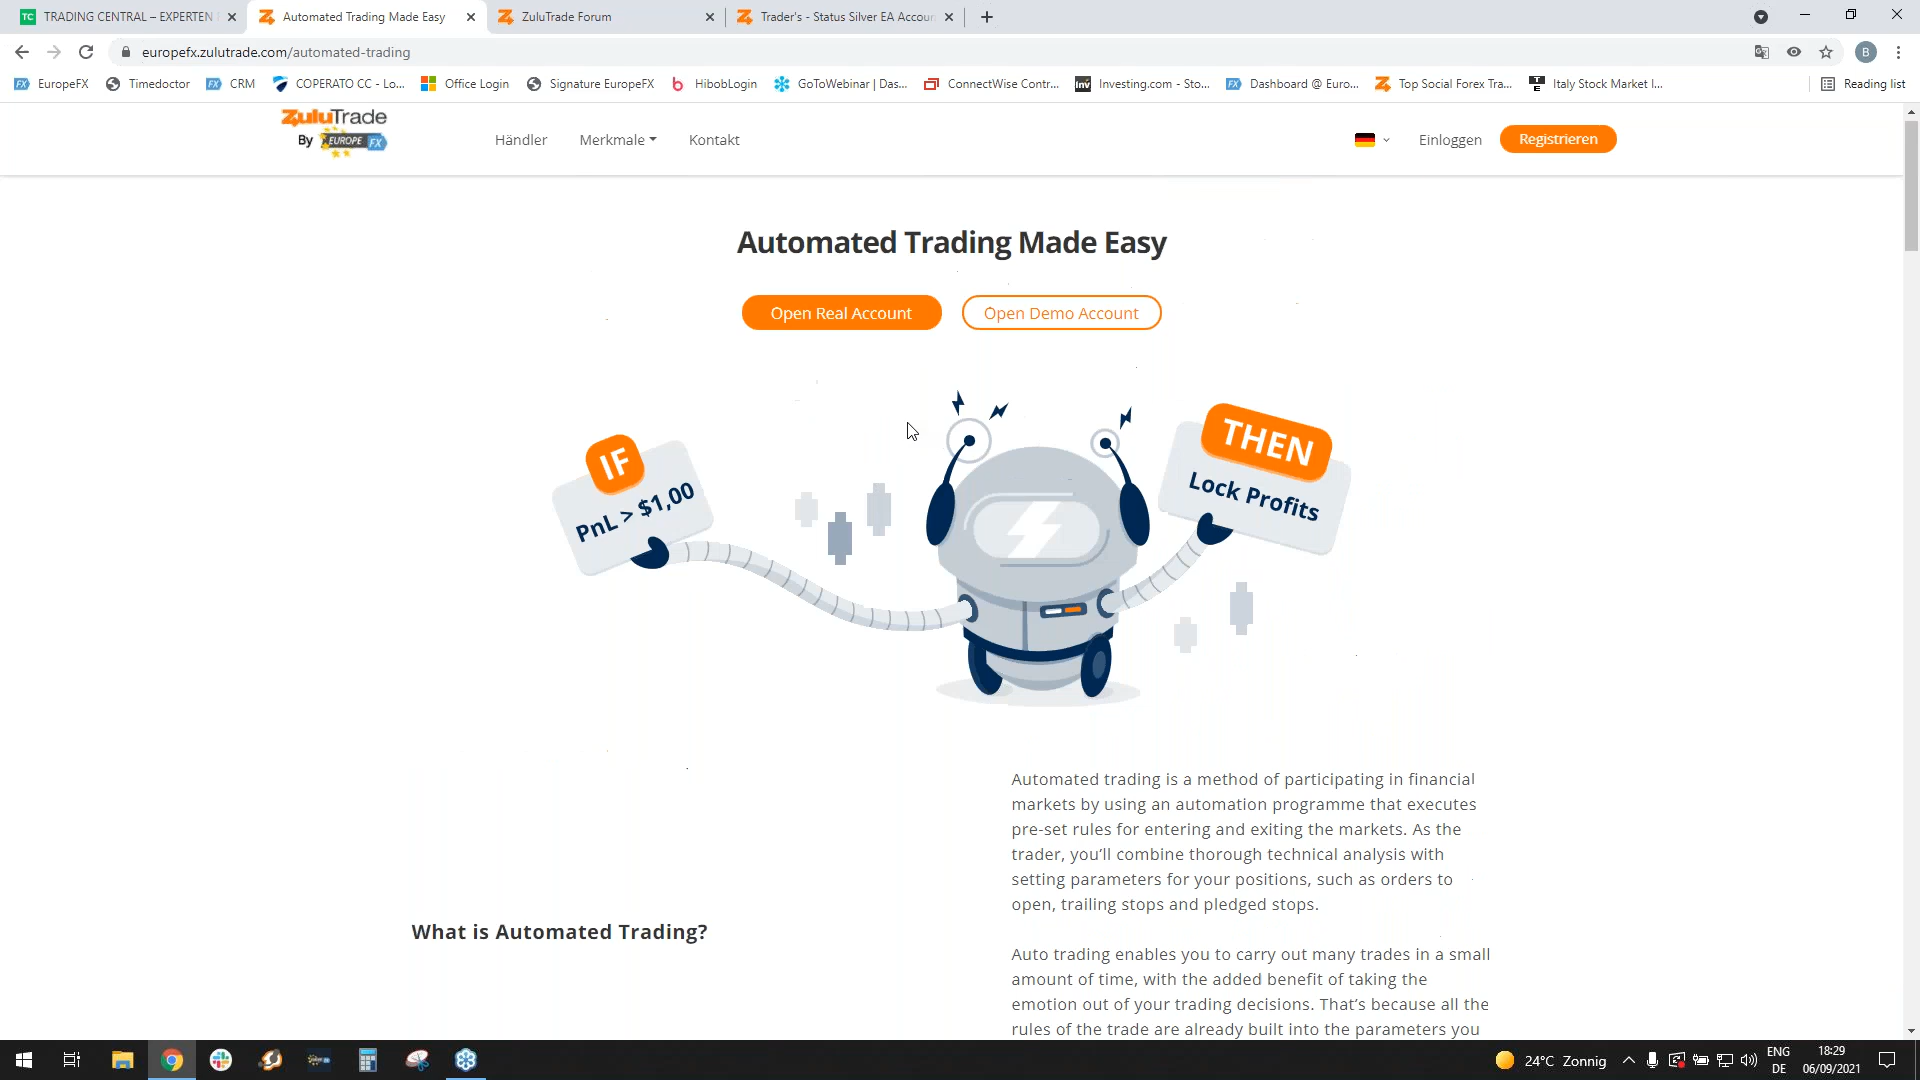 TRADING CENTRAL – EXPERTEN
Automated Trading Made Easy
ZuluTrade Forum
Trader's - Status Silver EA Accoun
europefx.zulutrade.com/automated-trading
B
EuropeFX
Timedoctor
CRM
COPERATO CC - Lo...
Office Login
Signature EuropeFX
HibobLogin
GoToWebinar | Das...
ConnectWise Contr...
Investing.com - Sto...
Dashboard @ Euro...
Top Social Forex Tra...
Italy Stock Market I...
Reading list
ZuluTrade
By EUROPE FX
Händler
Merkmale
Kontakt
Einloggen
Registrieren
Automated Trading Made Easy
Open Real Account
Open Demo Account
IF
PnL > $1,00
THEN
Lock Profits
What is Automated Trading?
Automated trading is a method of participating in financial
markets by using an automation programme that executes
pre-set rules for entering and exiting the markets. As the
trader, you’ll combine thorough technical analysis with
setting parameters for your positions, such as orders to
open, trailing stops and pledged stops.
Auto trading enables you to carry out many trades in a small
amount of time, with the added benefit of taking the
emotion out of your trading decisions. That’s because all the
rules of the trade are already built into the parameters you
24°C Zonnig
ENG
DE
18:29
06/09/2021